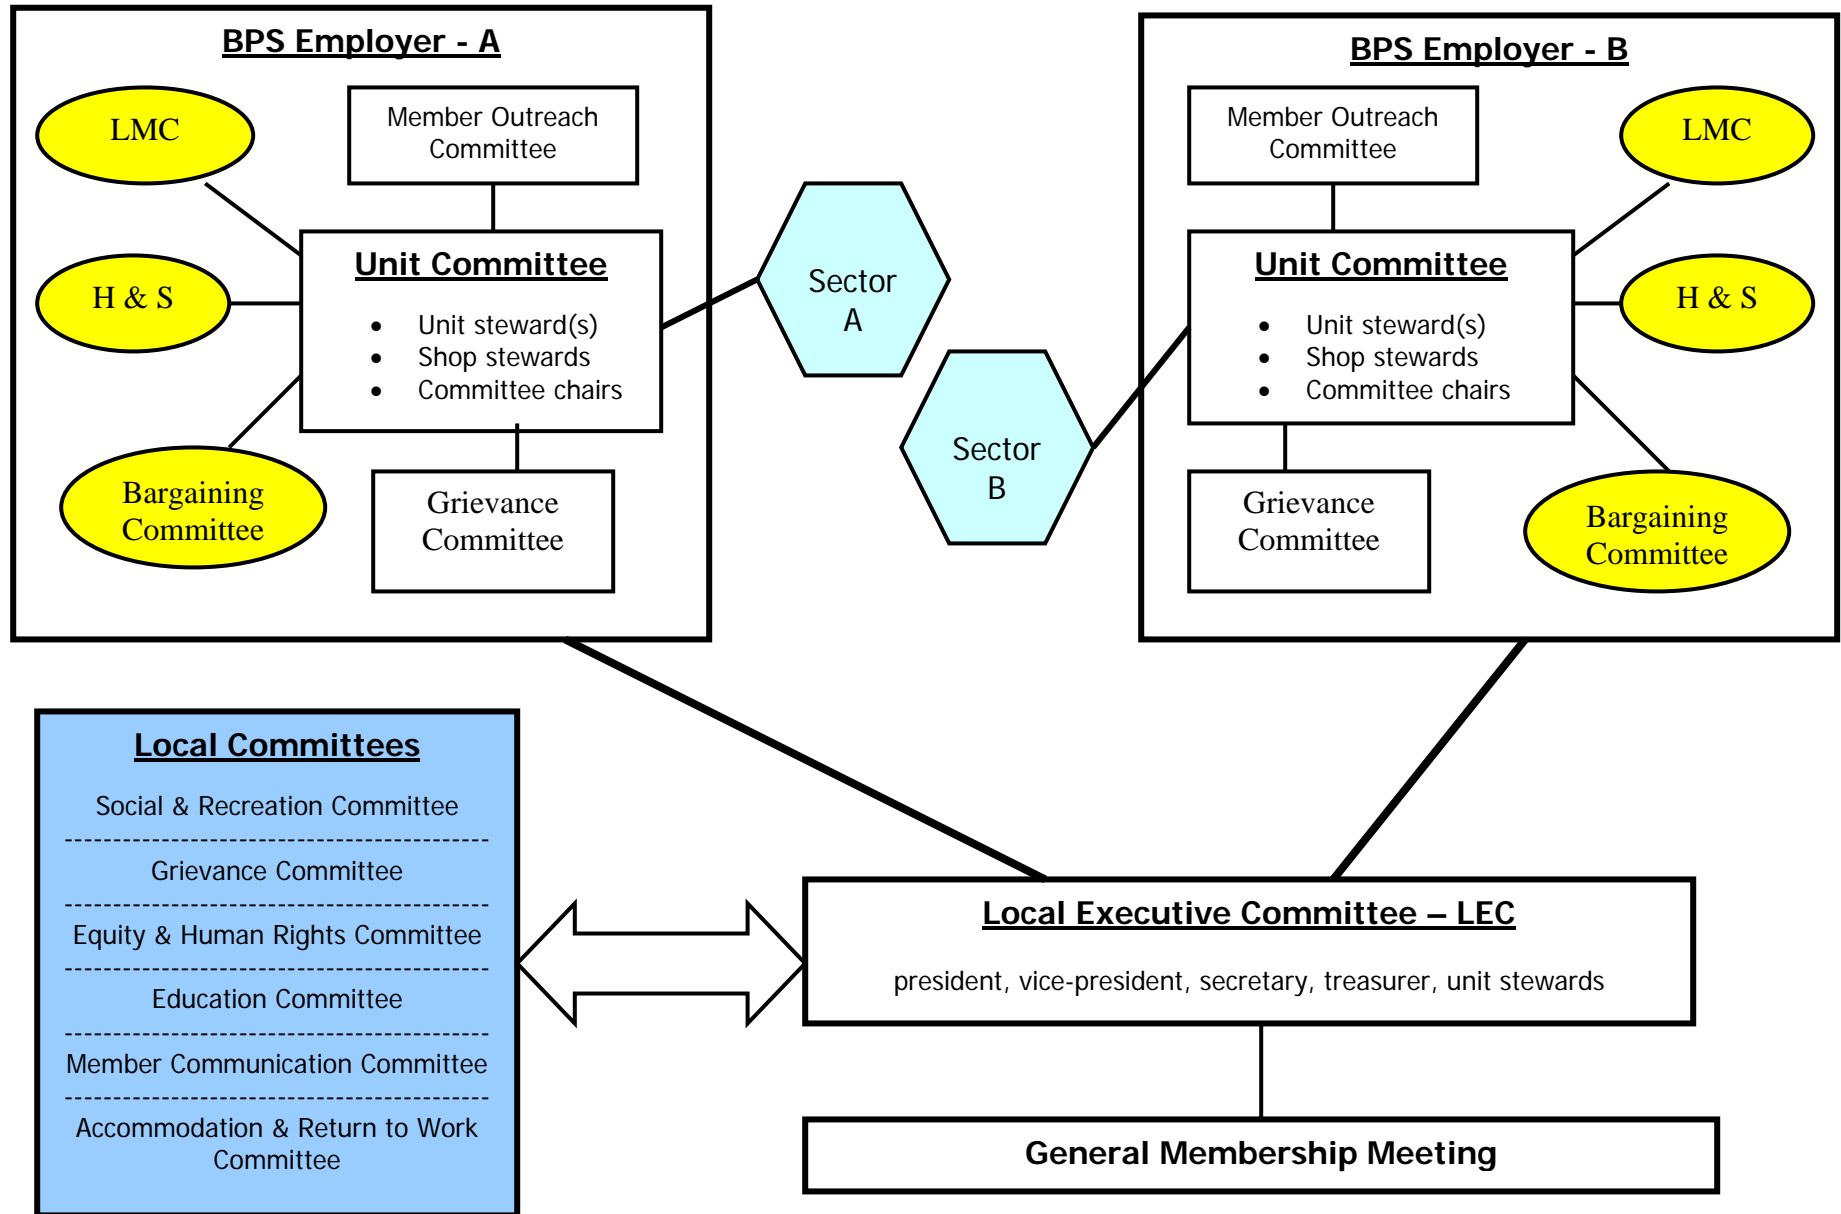 BPS Employer - A
LMC
Member Outreach
Committee
H & S
Unit Committee
• Unit steward(s)
• Shop stewards
• Committee chairs
Bargaining
Committee
Grievance
Committee
Sector
A
Sector
B
BPS Employer - B
Member Outreach
Committee
LMC
Unit Committee
• Unit steward(s)
• Shop stewards
• Committee chairs
H & S
Grievance
Committee
Bargaining
Committee
Local Committees
Social & Recreation Committee
Grievance Committee
Equity & Human Rights Committee
Education Committee
Member Communication Committee
Accommodation & Return to Work
Committee
Local Executive Committee – LEC
president, vice-president, secretary, treasurer, unit stewards
General Membership Meeting